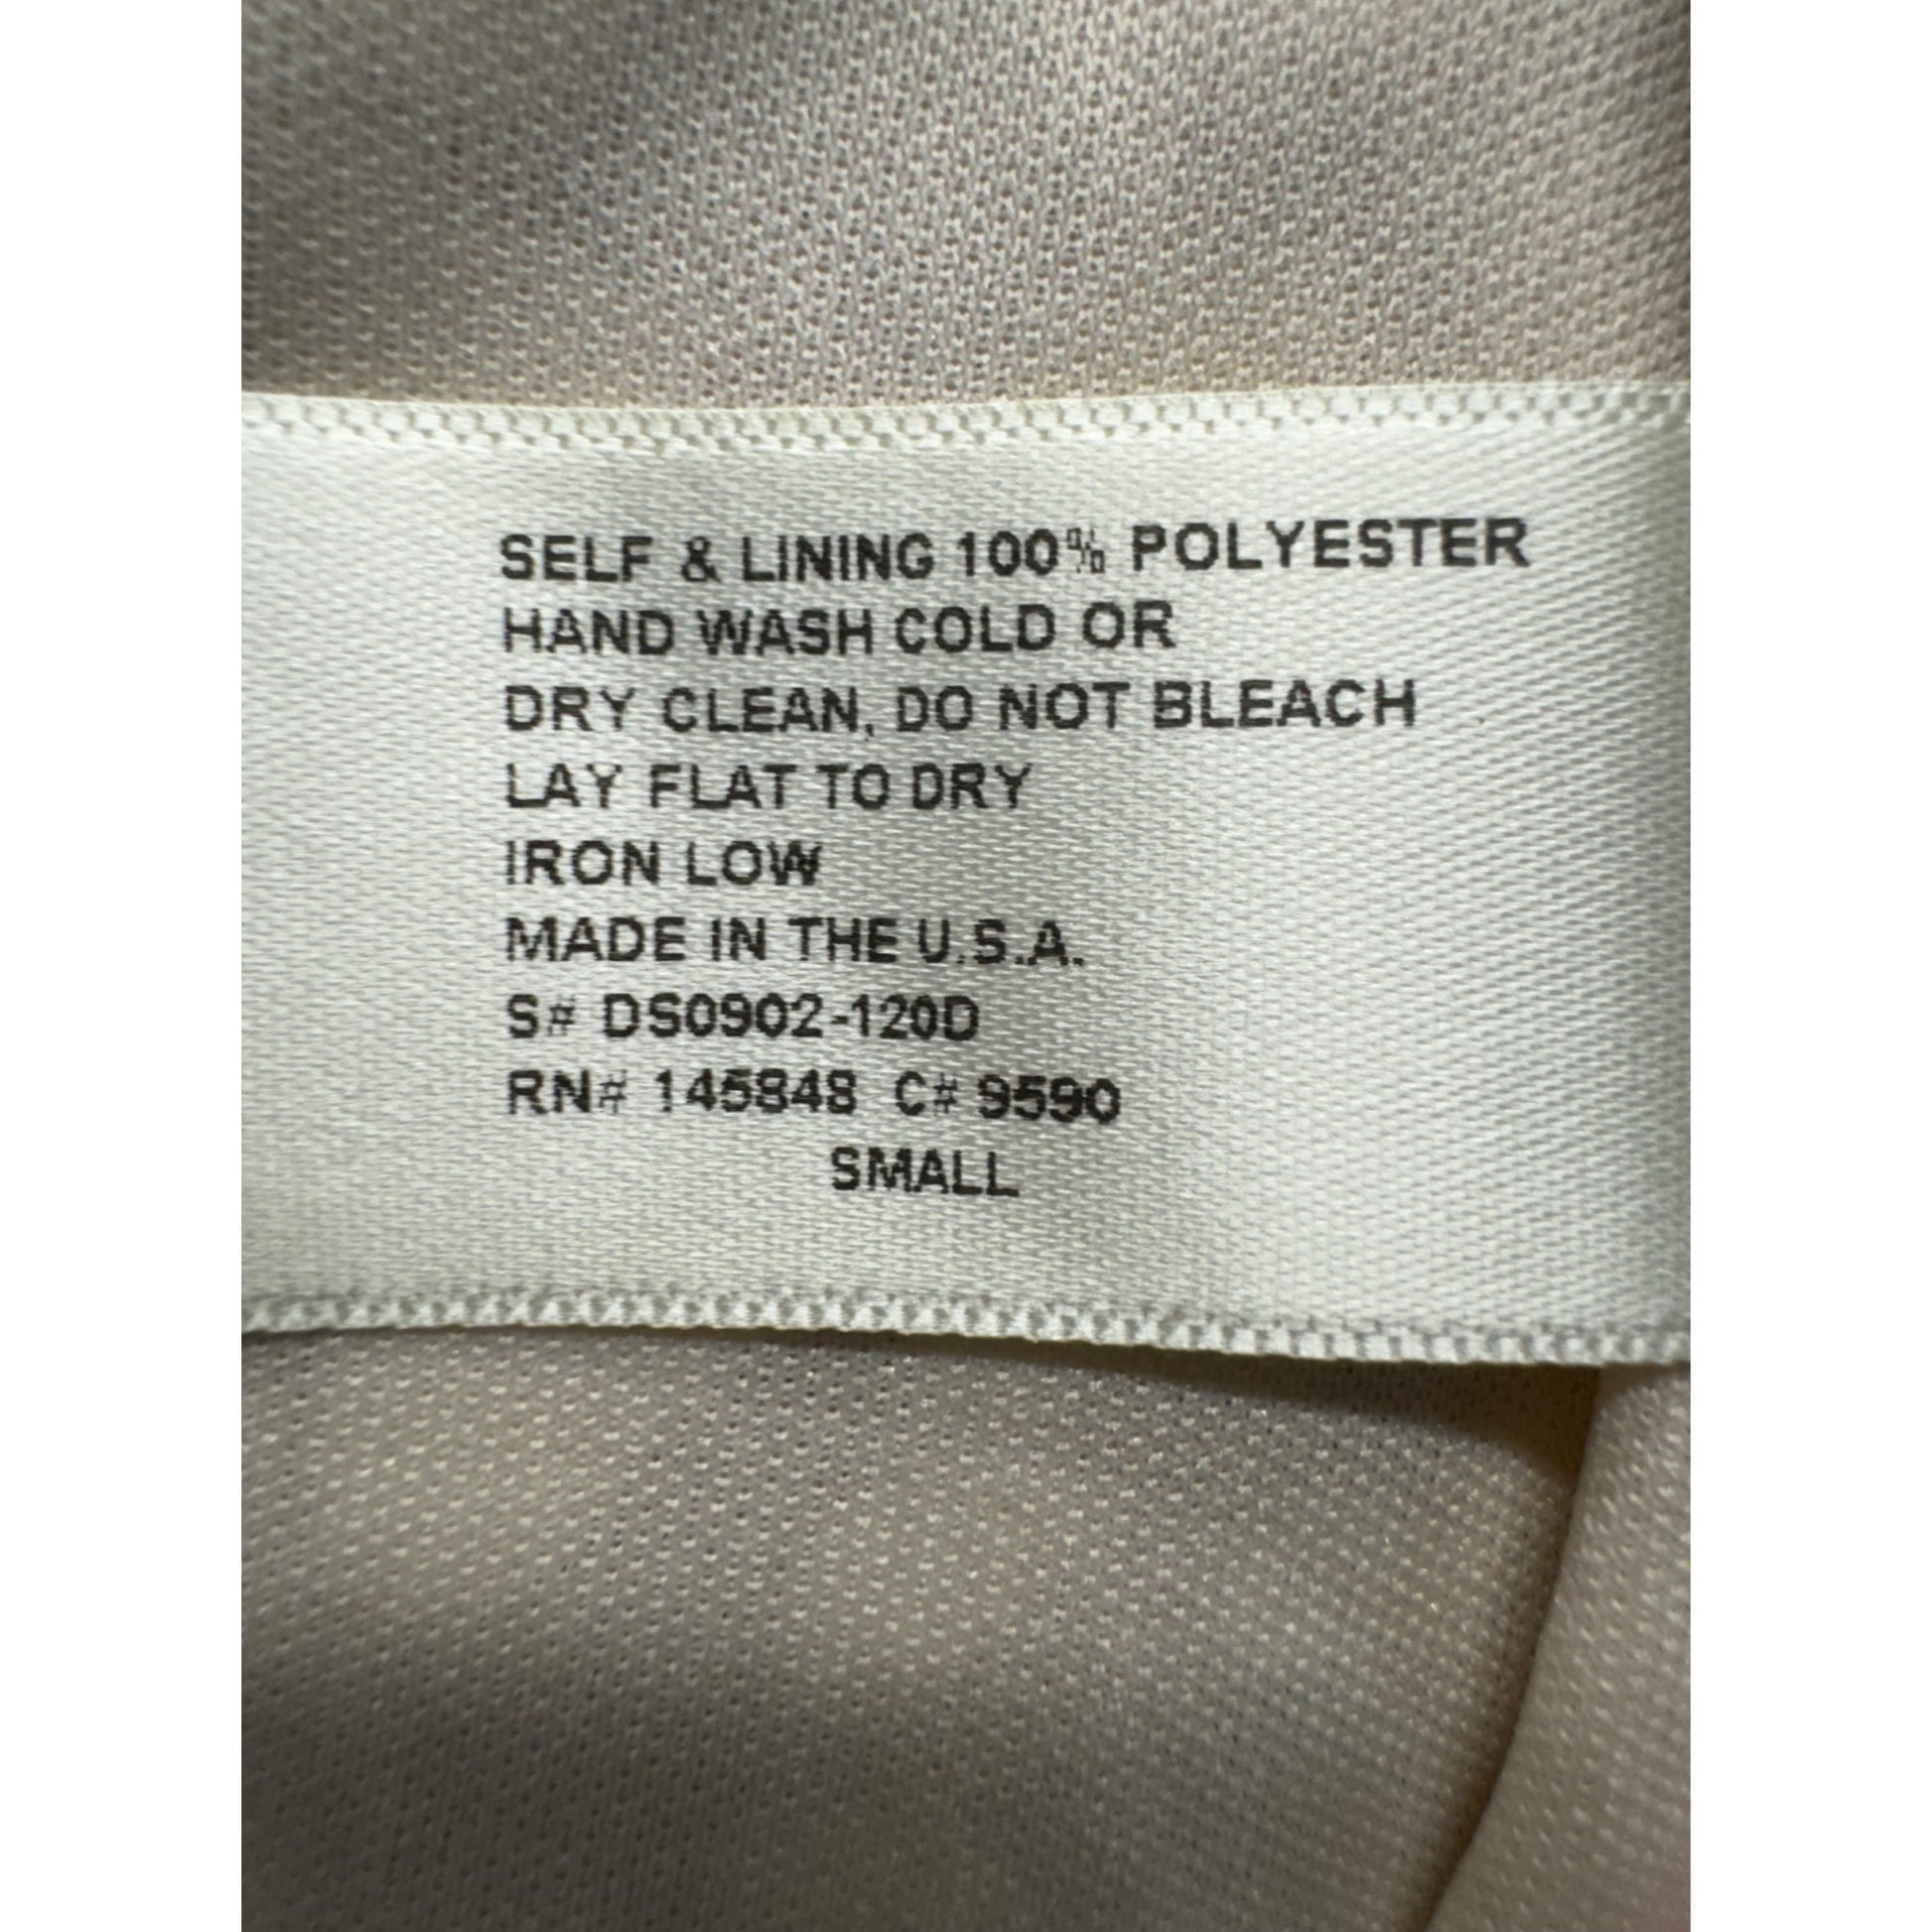 SELF & LINING 100% POLYESTER
HAND WASH COLD OR
DRY CLEAN, DO NOT BLEACH
LAY FLAT TO DRY
IRON LOW
MADE IN THE U.S.A.
S# DS0902-120D
RN# 145848 C# 9590
SMALL